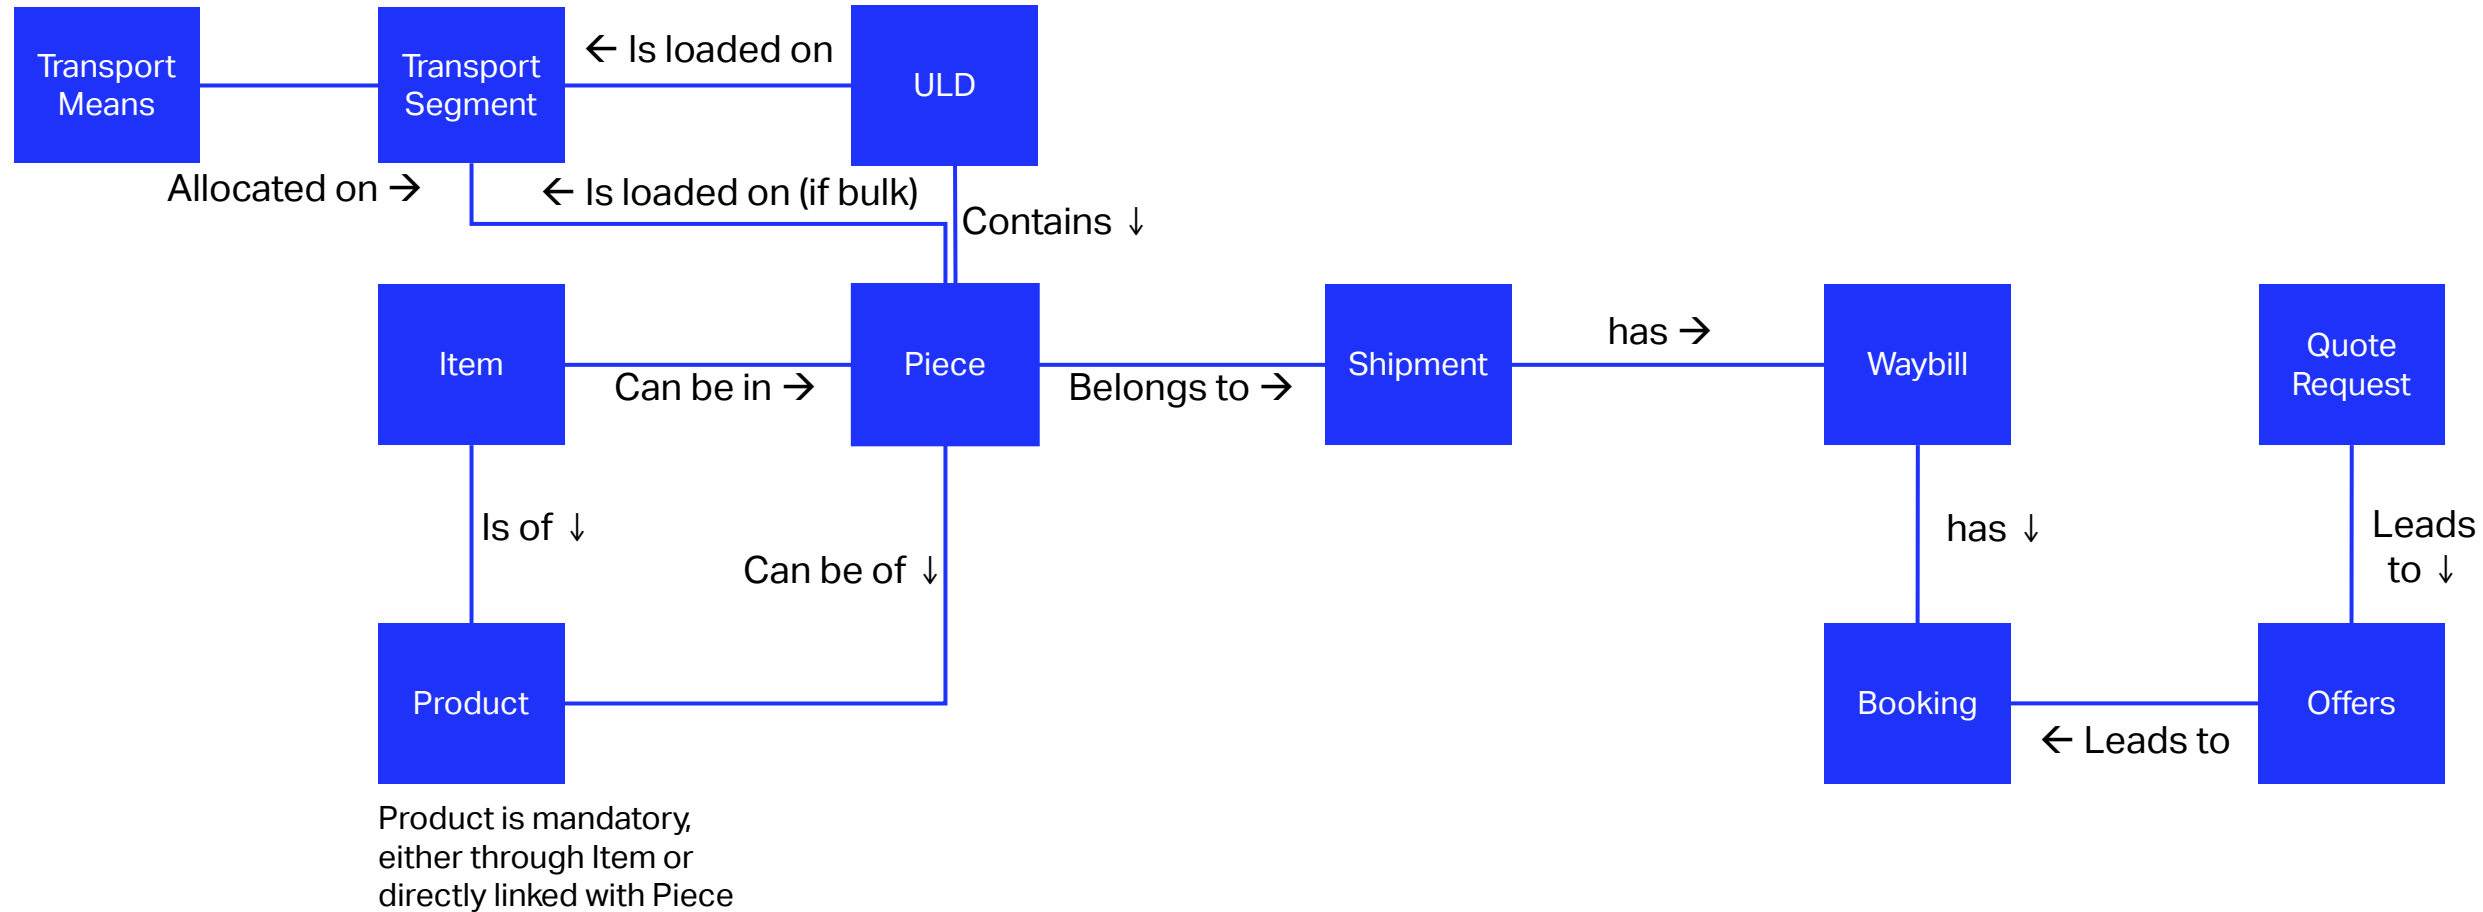 Transport
Means
Transport
Segment
← Is loaded on
ULD
Allocated on →
← Is loaded on (if bulk)
Contains ↓
Item
Can be in →
Piece
Belongs to →
Shipment
has →
Waybill
Quote
Request
Is of ↓
Can be of ↓
has ↓
Leads
to ↓
Product
Booking
← Leads to
Offers
Product is mandatory,
either through Item or
directly linked with Piece